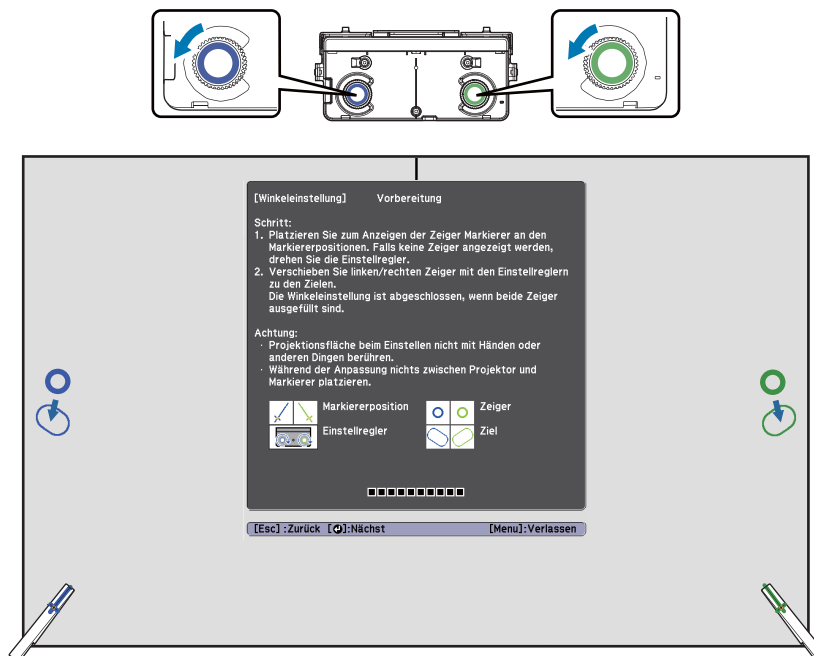 [Winkeleinstellung] Vorbereitung
Schritt:
1. Platzieren Sie zum Anzeigen der Zeiger Markierer an den
Markiererpositionen. Falls keine Zeiger angezeigt werden,
drehen Sie die Einstellregler.
2. Verschieben Sie linken/rechten Zeiger mit den Einstellreglern
zu den Zielen.
Die Winkeleinstellung ist abgeschlossen, wenn beide Zeiger
ausgefüllt sind.
Achtung:
· Projektionsfläche beim Einstellen nicht mit Händen oder
anderen Dingen berühren.
· Während der Anpassung nichts zwischen Projektor und
Markierer platzieren.
Markiererposition Zeiger
Einstellregler Ziel
[Esc] :Zurück [↵]:Nächst [Menu]:Verlassen